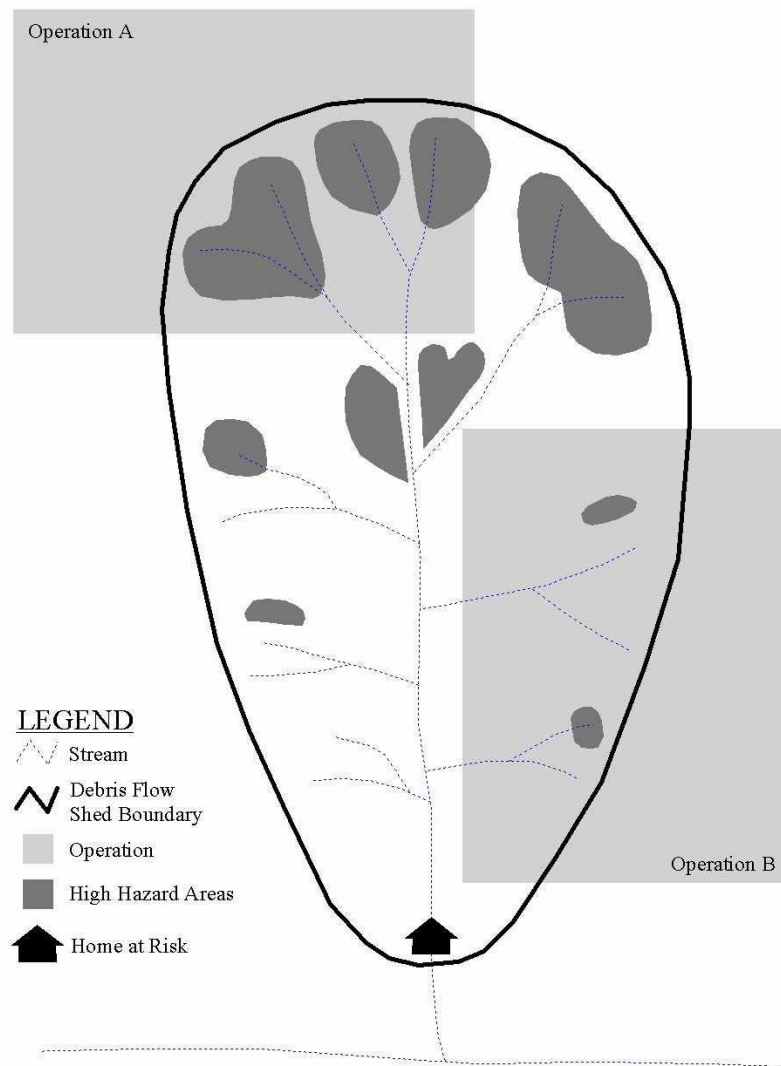 Operation A
LEGEND
Stream
Debris Flow
Shed Boundary
Operation
High Hazard Areas
Home at Risk
Operation B